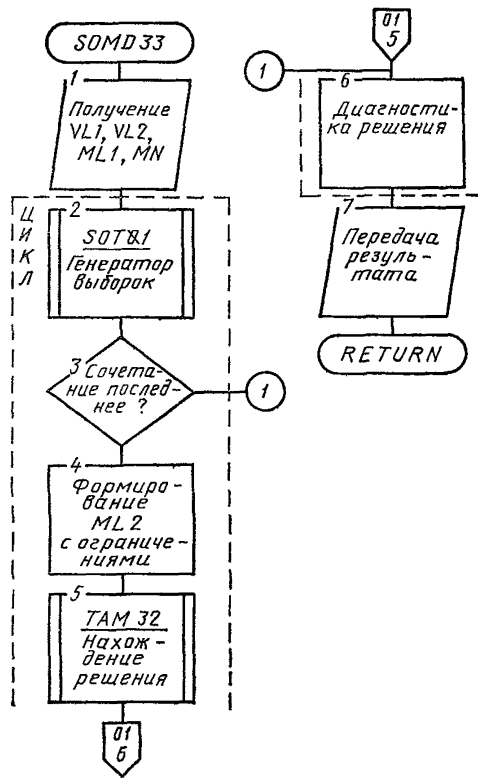 SOMD 33
1
Получение
VL1, VL2,
ML1, MN
ЦИКЛ
2
SOTØ1
Генератор
выборок
3 Сочета-
ние послед-
нее ?
1
4
Формиро-
вание
ML 2
с ограниче-
ниями
5
TAM 32
Нахож-
дение
решения
01
6
01
5
1
6
Диагности-
ка решения
7
Передача
резуль-
тата
RETURN